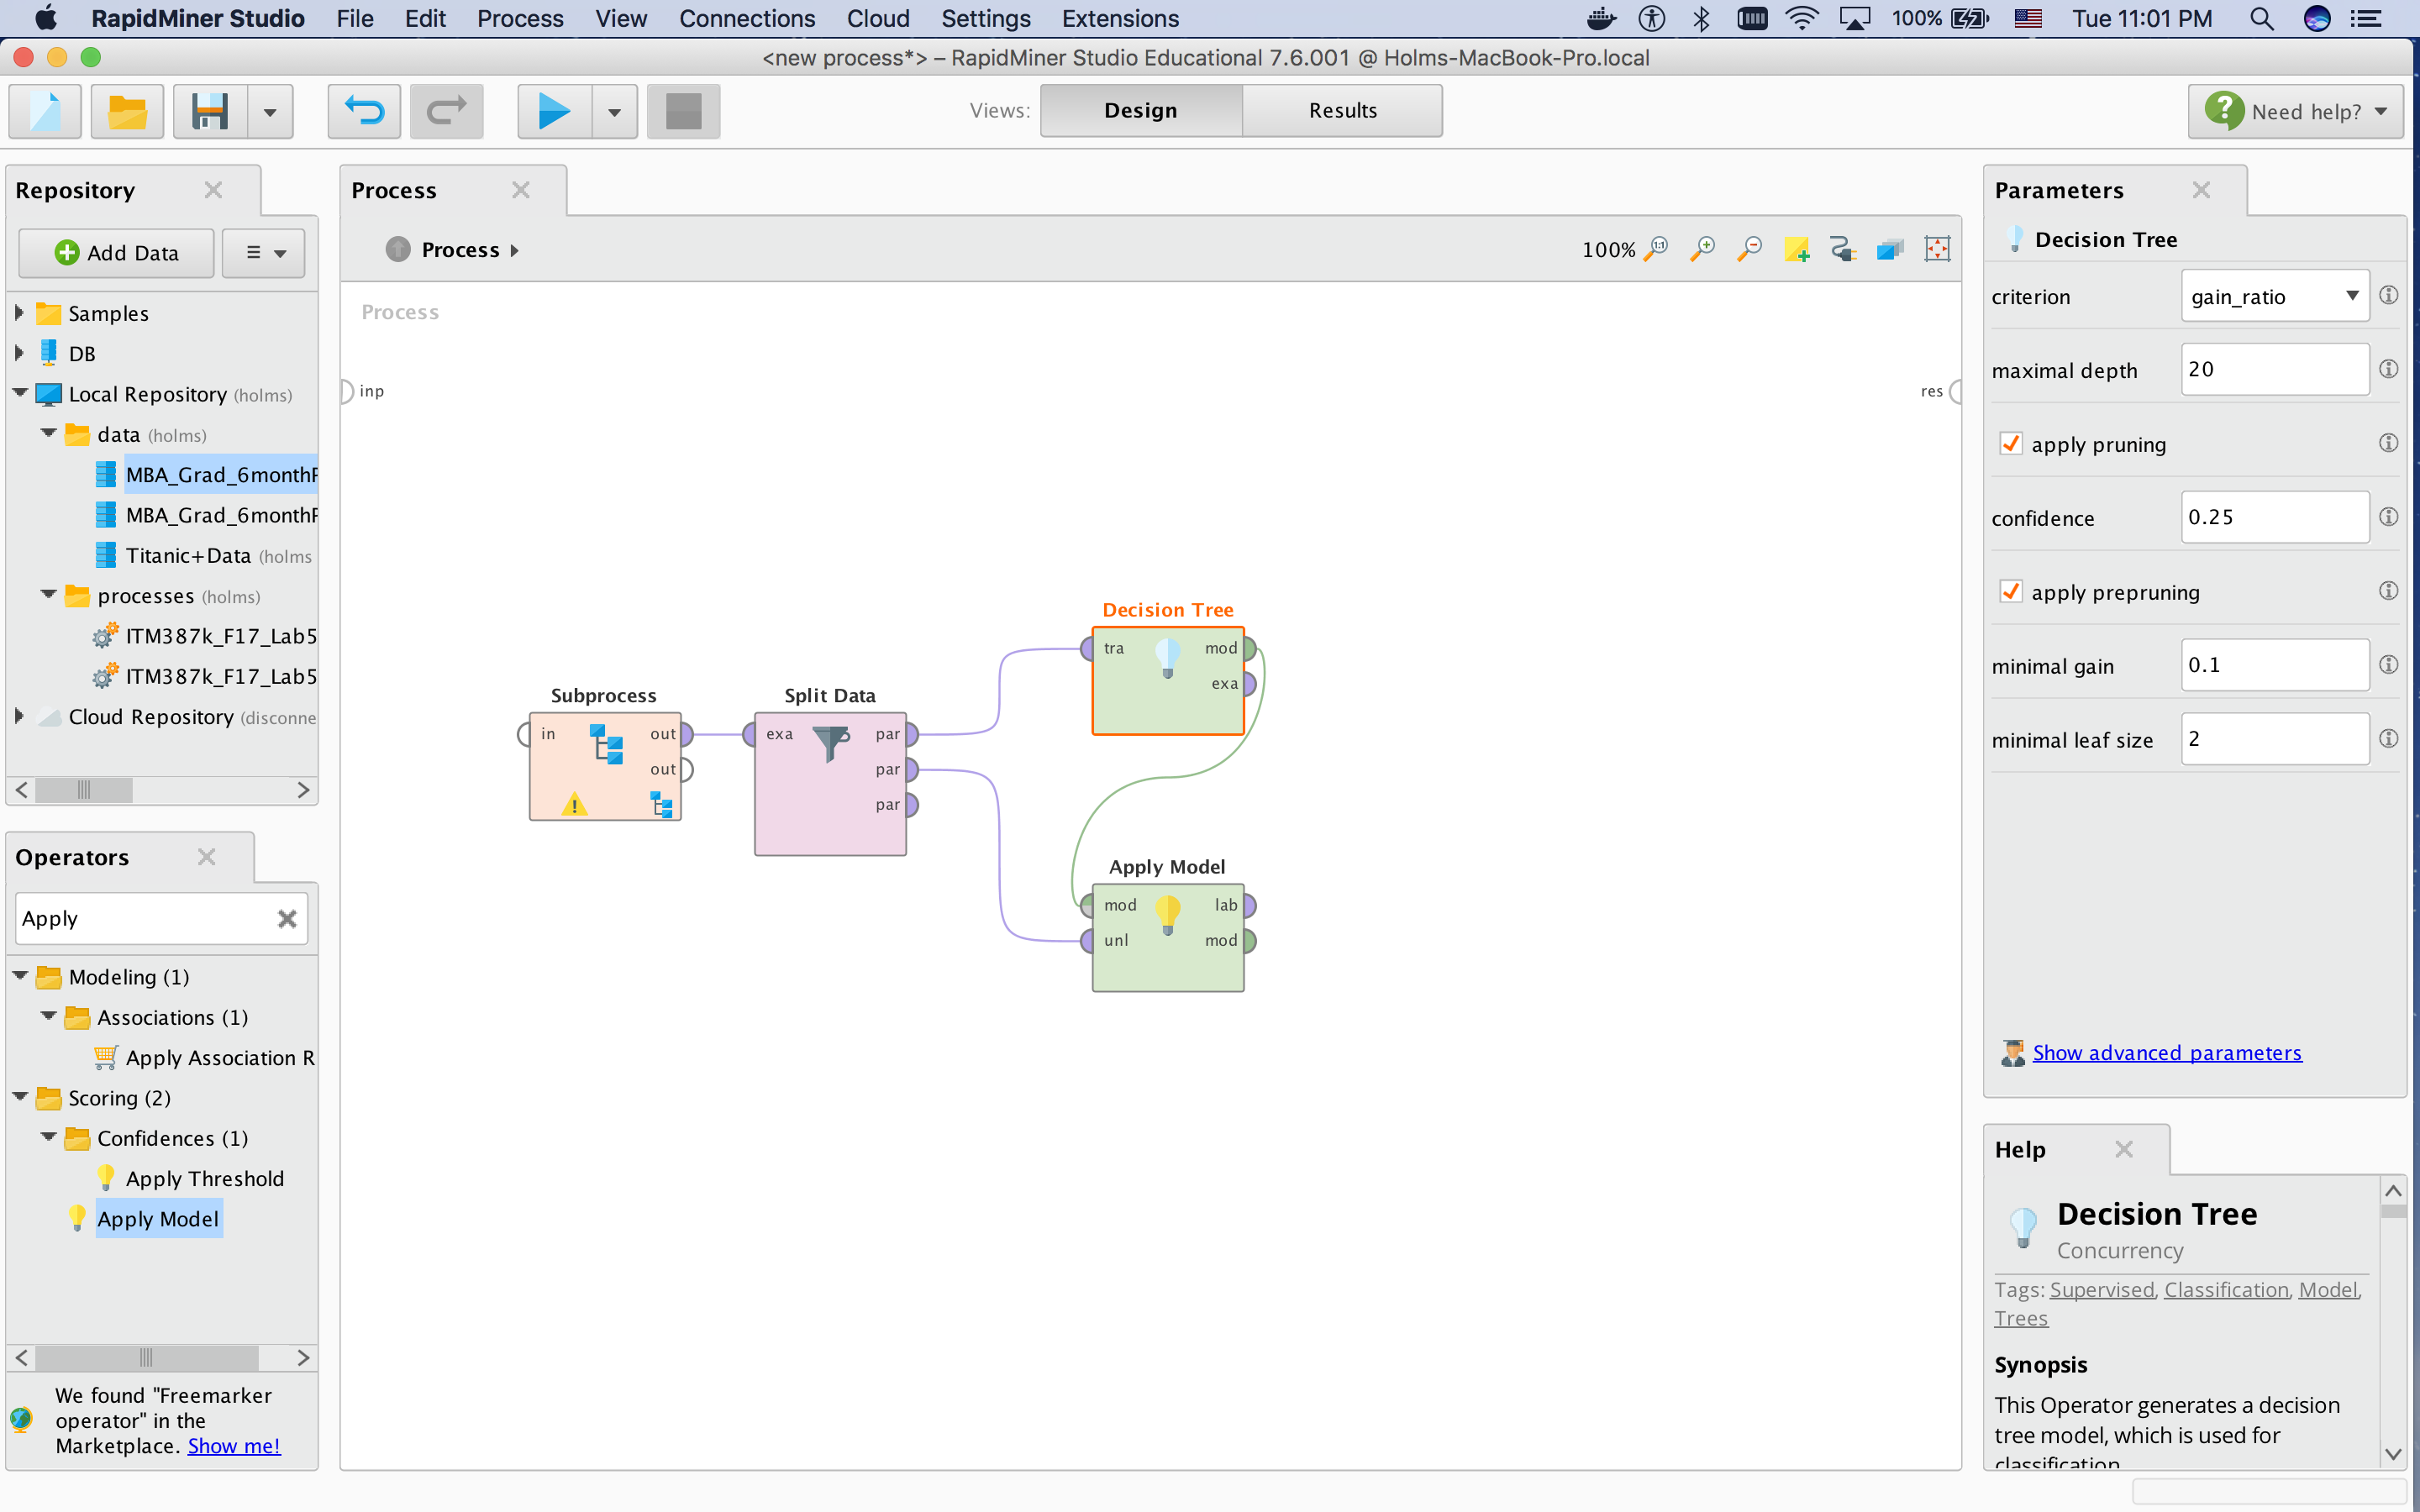 RapidMiner Studio File Edit Process View Connections Cloud Settings Extensions 100% Tue 11:01 PM
<new process*> – RapidMiner Studio Educational 7.6.001 @ Holms-MacBook-Pro.local
Views: Design Results
Need help?
Repository
Add Data
Samples
DB
Local Repository (holms)
data (holms)
MBA_Grad_6month
MBA_Grad_6month
Titanic+Data (holms
processes (holms)
ITM387k_F17_Lab5
ITM387k_F17_Lab5
Cloud Repository (disconne
Operators
Apply
Modeling (1)
Associations (1)
Apply Association R
Scoring (2)
Confidences (1)
Apply Threshold
Apply Model
We found "Freemarker
operator" in the
Marketplace. Show me!
Process
Process
100%
Process
inp
res
Subprocess
in
out
out
Split Data
exa
par
par
par
Decision Tree
tra
mod
exa
Apply Model
mod
lab
unl
mod
Parameters
Decision Tree
criterion gain_ratio
maximal depth 20
apply pruning
confidence 0.25
apply prepruning
minimal gain 0.1
minimal leaf size 2
Show advanced parameters
Help
Decision Tree
Concurrency
Tags: Supervised, Classification, Model,
Trees
Synopsis
This Operator generates a decision
tree model, which is used for
classification